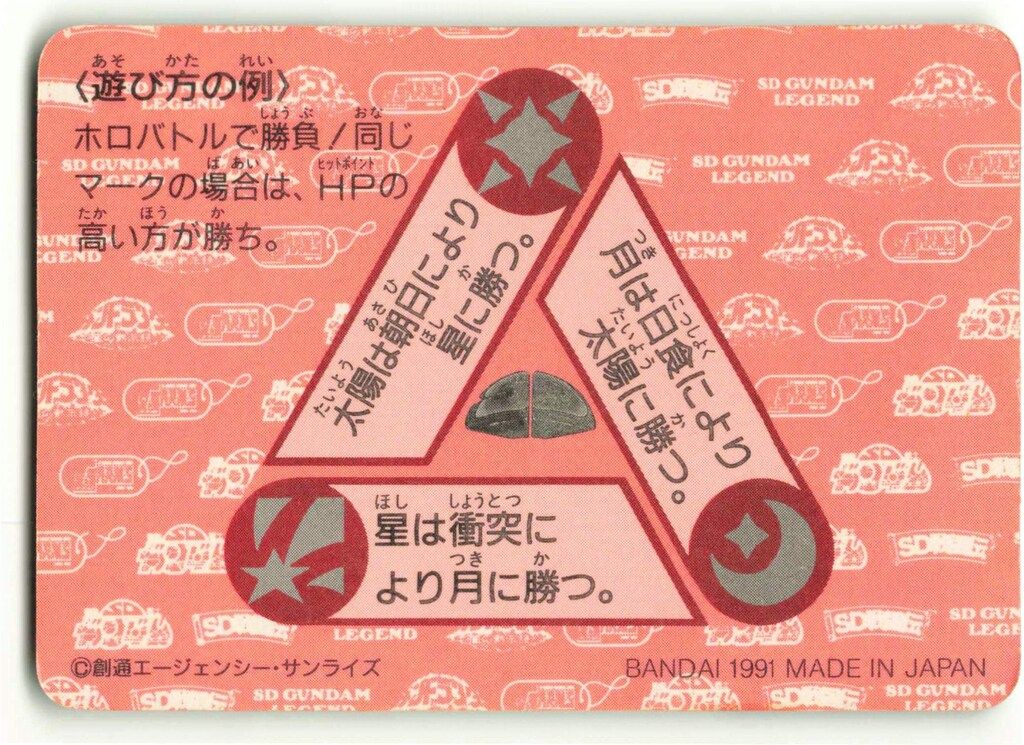 〈遊び方の例〉
ホロバトルで勝負！同じ
マークの場合は、HPの
高い方が勝ち。
太陽は朝日により
星に勝つ。
月は日食により
太陽に勝つ。
星は衝突に
より月に勝つ。
©創通エージェンシー・サンライズ
BANDAI 1991 MADE IN JAPAN
SD GUNDAM
LEGEND